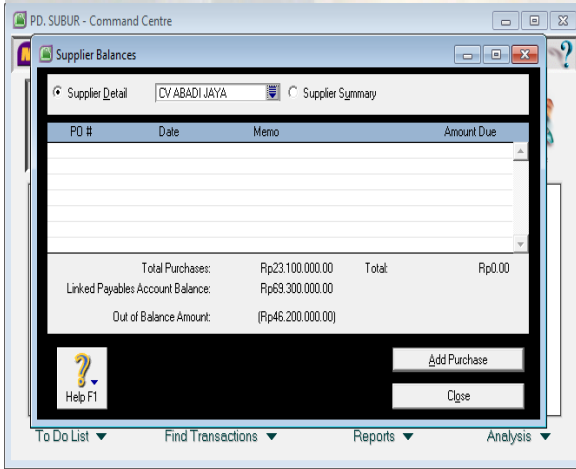 PD. SUBUR - Command Centre
Supplier Balances
Supplier Detail CV ABADI JAYA Supplier Summary
PO # Date Memo Amount Due
Total Purchases: Rp23.100.000.00 Total: Rp0.00
Linked Payables Account Balance: Rp69.300.000.00
Out of Balance Amount: (Rp46.200.000.00)
Add Purchase
Help F1 Close
To Do List Find Transactions Reports Analysis